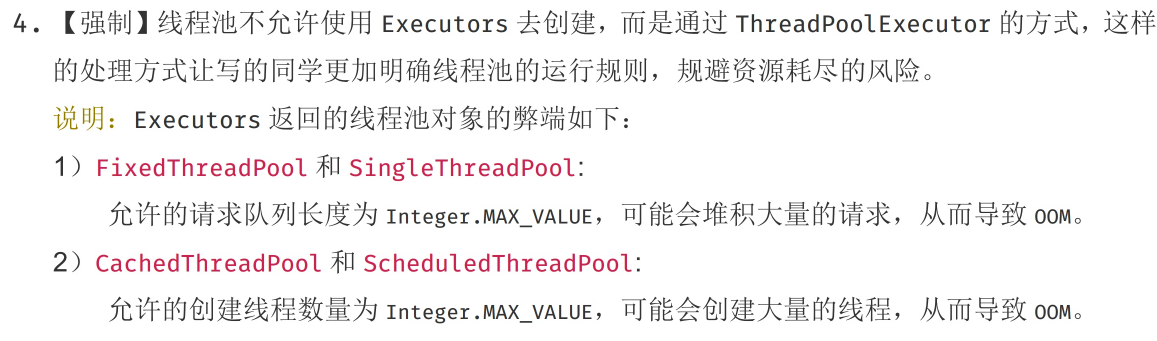 4. 【强制】线程池不允许使用 Executors 去创建，而是通过 ThreadPoolExecutor 的方式，这样
的处理方式让写的同学更加明确线程池的运行规则，规避资源耗尽的风险。
说明：Executors 返回的线程池对象的弊端如下：
1）FixedThreadPool 和 SingleThreadPool:
允许的请求队列长度为 Integer.MAX_VALUE，可能会堆积大量的请求，从而导致 OOM。
2）CachedThreadPool 和 ScheduledThreadPool:
允许的创建线程数量为 Integer.MAX_VALUE，可能会创建大量的线程，从而导致 OOM。